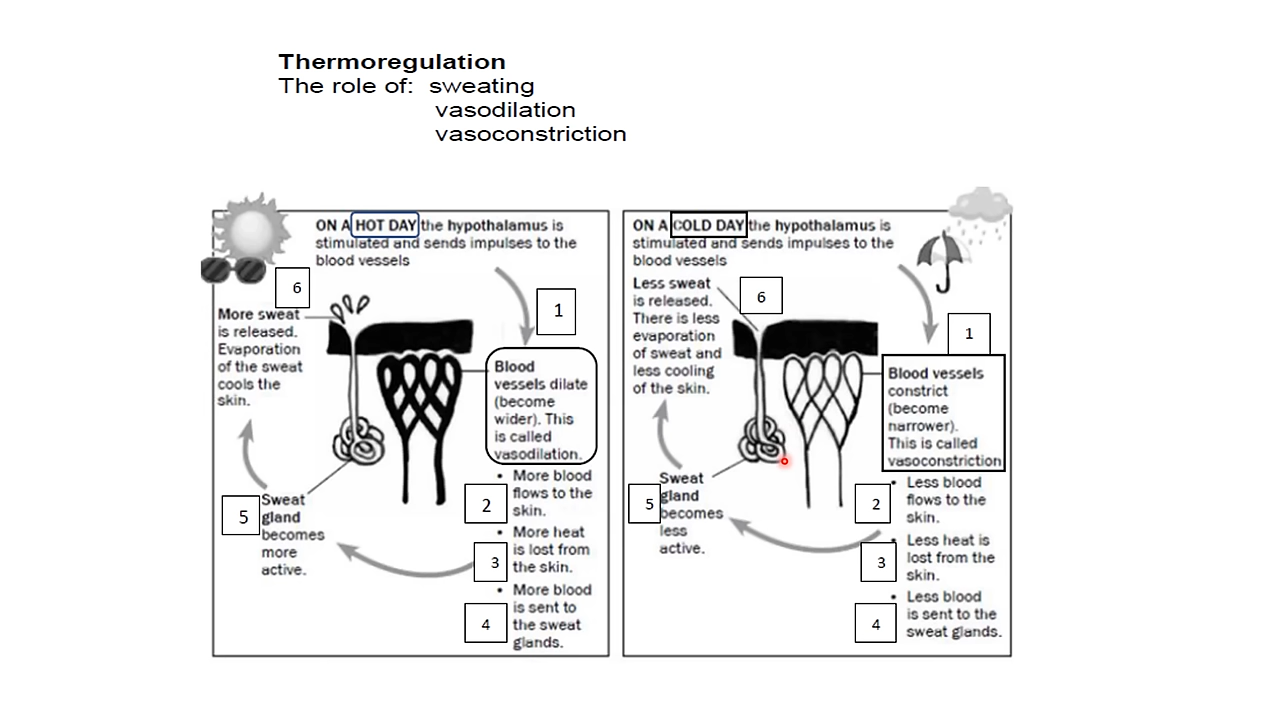 Thermoregulation
The role of: sweating
vasodilation
vasoconstriction
ON A HOT DAY the hypothalamus is
stimulated and sends impulses to the
blood vessels
6
More sweat
is released.
Evaporation
of the sweat
cools the
skin.
1
Blood
vessels dilate
(become
wider). This
is called
vasodilation.
2
• More blood
flows to the
skin.
3
• More heat
is lost from
the skin.
4
• More blood
is sent to
the sweat
glands.
5
Sweat
gland
becomes
more
active.
ON A COLD DAY the hypothalamus is
stimulated and sends impulses to the
blood vessels
Less sweat
is released.
There is less
evaporation
of sweat and
less cooling
of the skin.
6
1
Blood vessels
constrict
(become
narrower).
This is called
vasoconstriction
2
• Less blood
flows to the
skin.
3
• Less heat is
lost from the
skin.
4
• Less blood
is sent to the
sweat glands.
5
Sweat
gland
becomes
less
active.